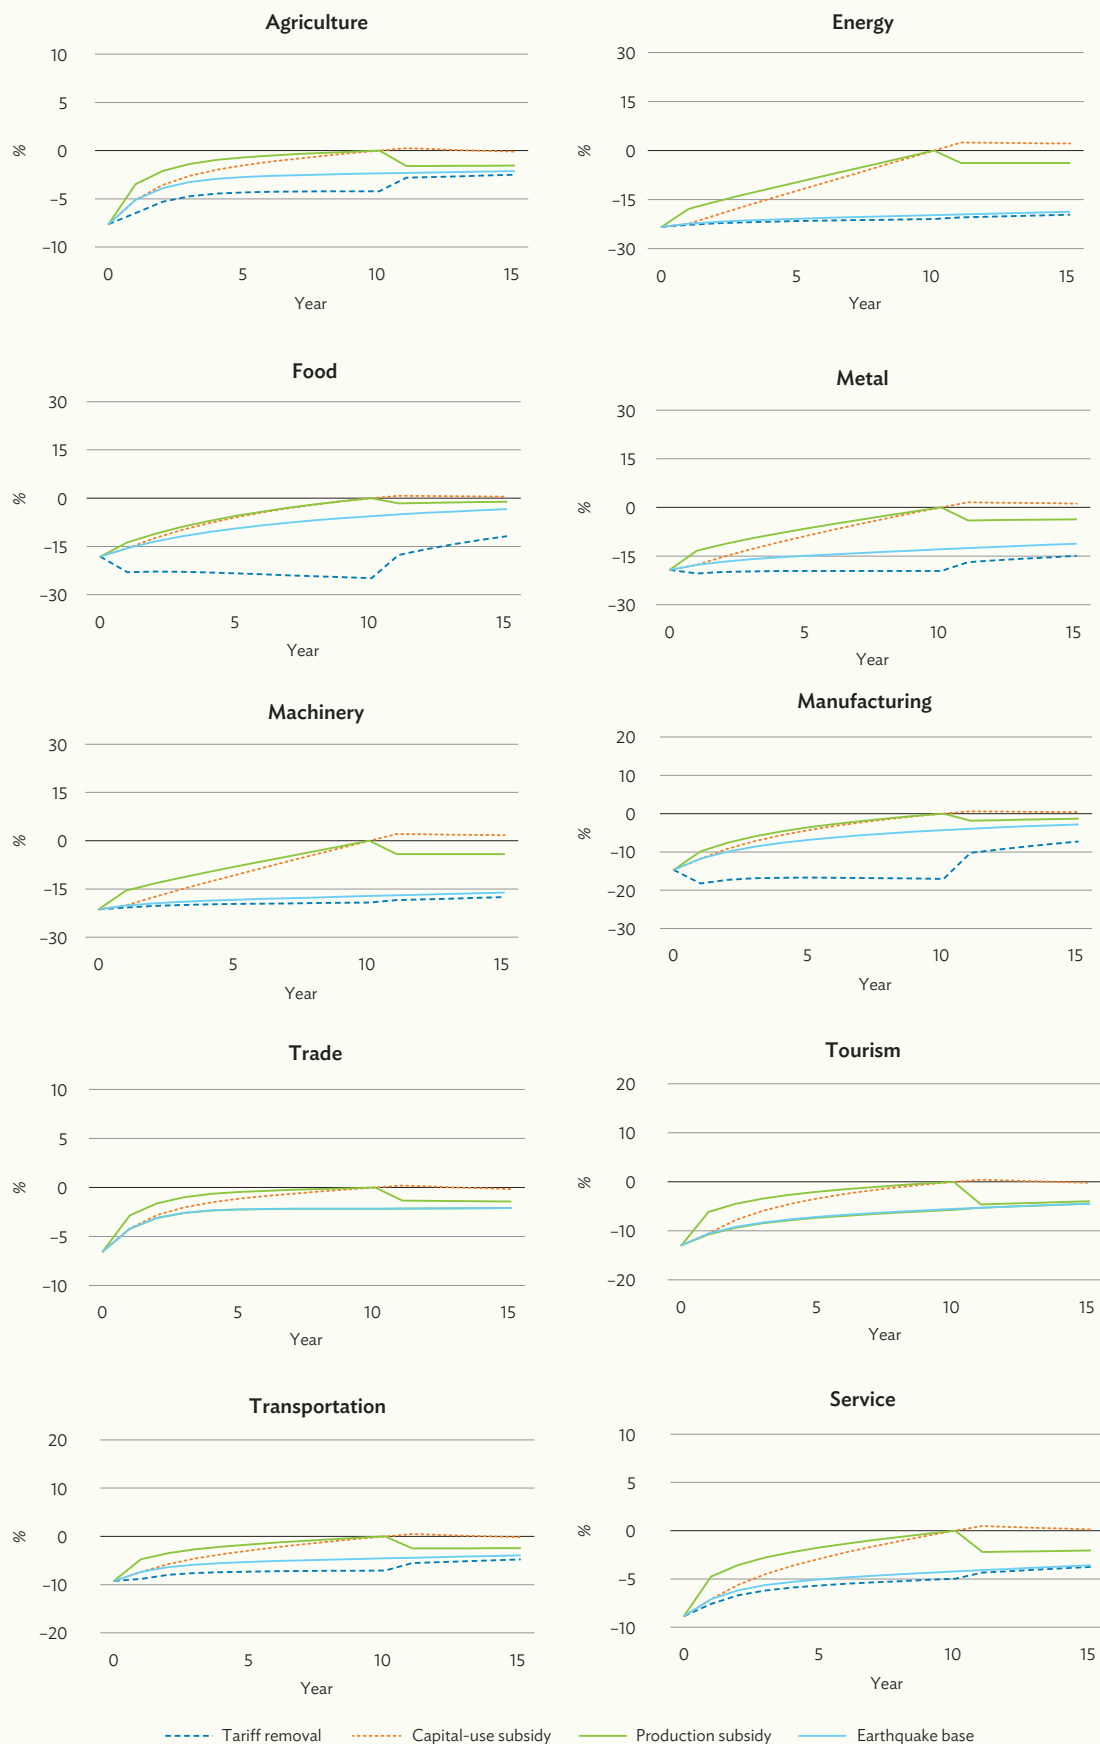 Agriculture
10
5
0
–5
–10
%
0 5 10 15
Year
Energy
30
15
0
–15
–30
%
0 5 10 15
Year
Food
30
15
0
–15
–30
%
0 5 10 15
Year
Metal
30
15
0
–15
–30
%
0 5 10 15
Year
Machinery
30
15
0
–15
–30
%
0 5 10 15
Year
Manufacturing
20
10
0
–10
–20
–30
%
0 5 10 15
Year
Trade
10
5
0
–5
–10
%
0 5 10 15
Year
Tourism
20
10
0
–10
–20
%
0 5 10 15
Year
Transportation
20
10
0
–10
–20
%
0 5 10 15
Year
Service
10
5
0
–5
–10
%
0 5 10 15
Year
Tariff removal Capital-use subsidy Production subsidy Earthquake base